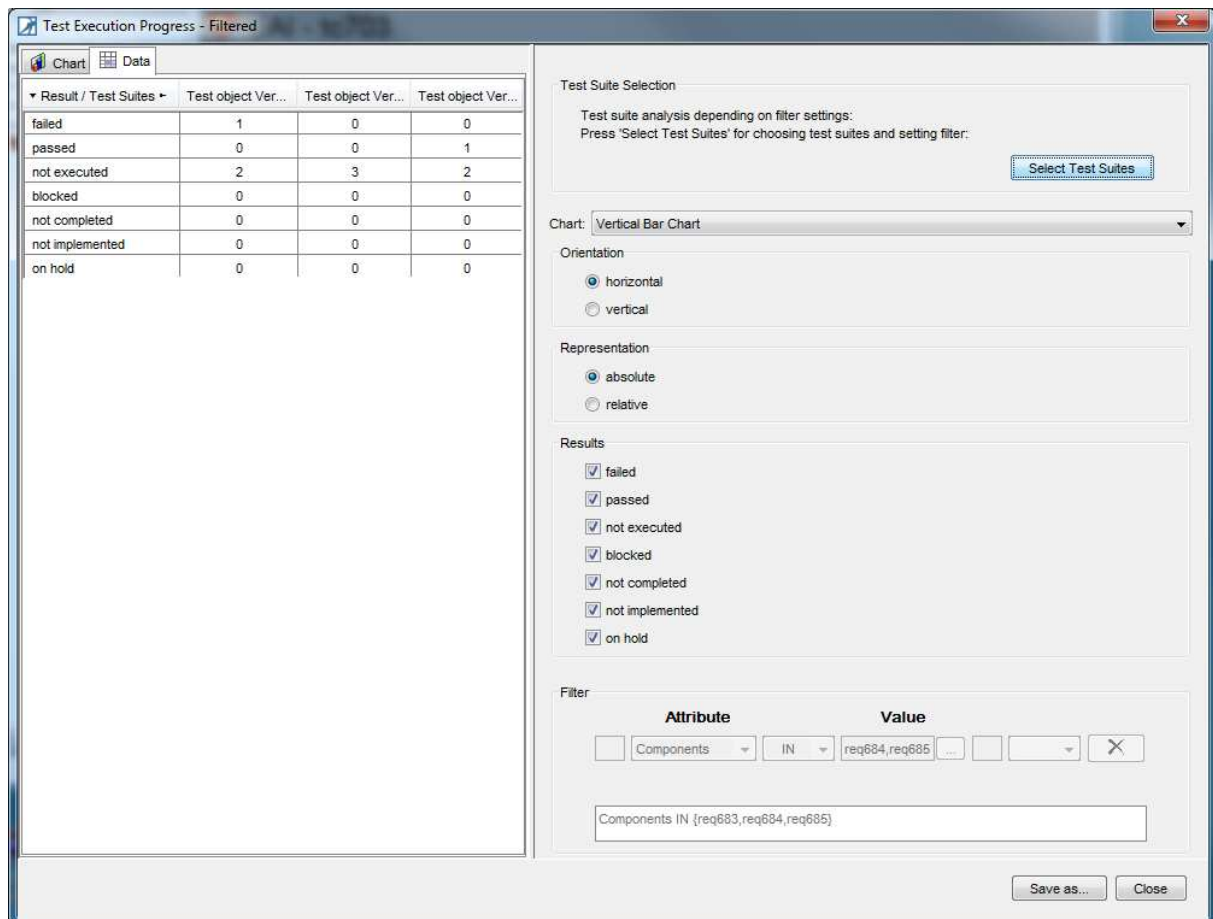 Test Execution Progress - Filtered
Chart Data
Result / Test Suites Test object Ver... Test object Ver... Test object Ver...
failed 1 0 0
passed 0 0 1
not executed 2 3 2
blocked 0 0 0
not completed 0 0 0
not implemented 0 0 0
on hold 0 0 0
Test Suite Selection
Test suite analysis depending on filter settings:
Press 'Select Test Suites' for choosing test suites and setting filter:
Select Test Suites
Chart: Vertical Bar Chart
Orientation
horizontal
vertical
Representation
absolute
relative
Results
failed
passed
not executed
blocked
not completed
not implemented
on hold
Filter
Attribute Value
Components IN req684,req685 ...
Components IN {req683,req684,req685}
Save as... Close